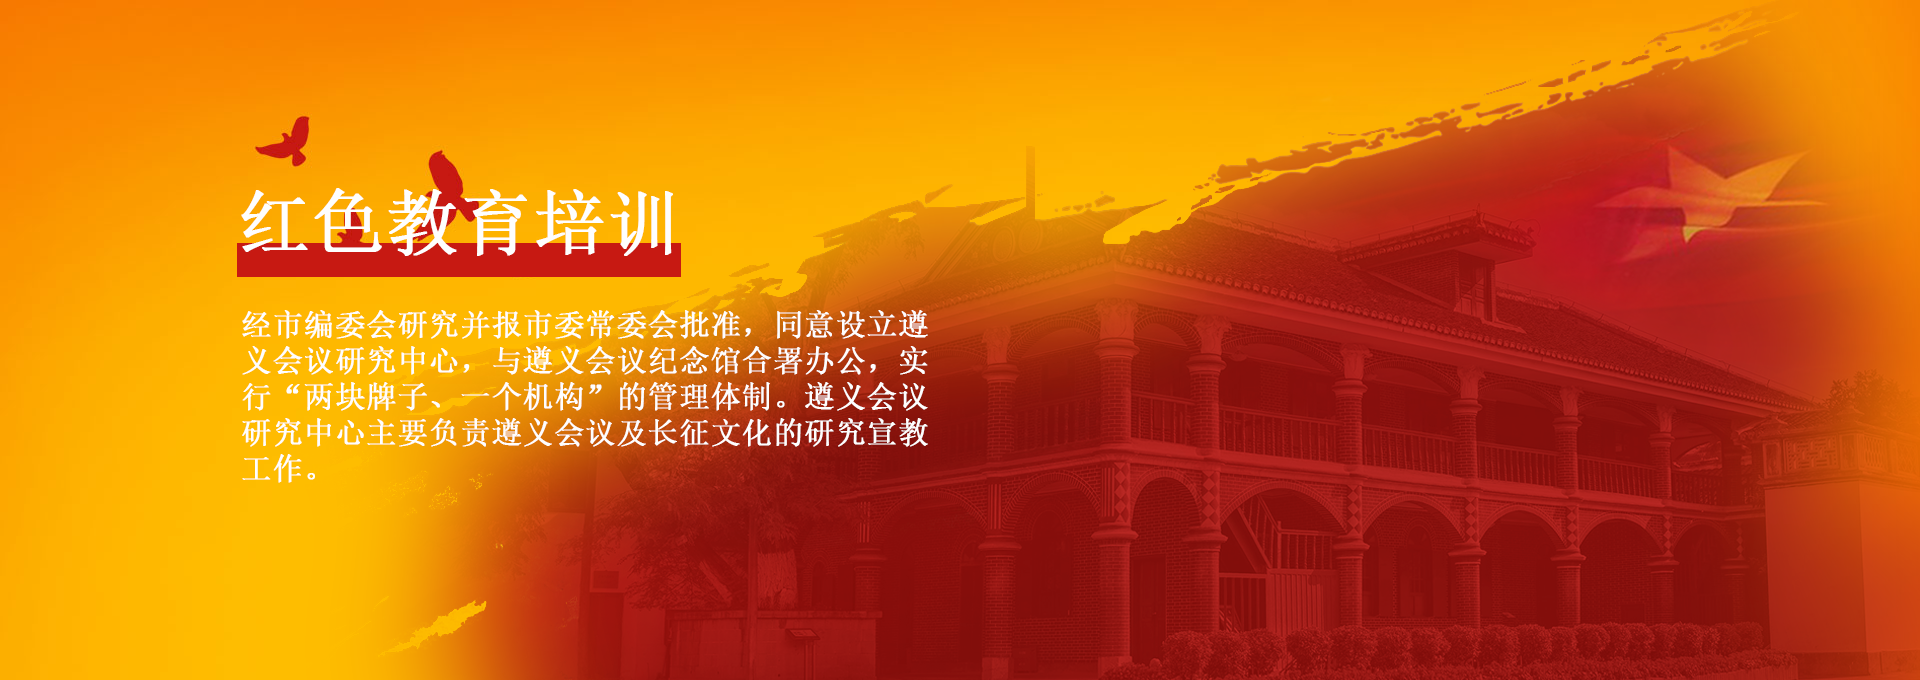 红色教育培训
经市编委会研究并报市委常委会批准，同意设立遵
义会议研究中心，与遵义会议纪念馆合署办公，实
行“两块牌子、一个机构”的管理体制。遵义会议
研究中心主要负责遵义会议及长征文化的研究宣教
工作。